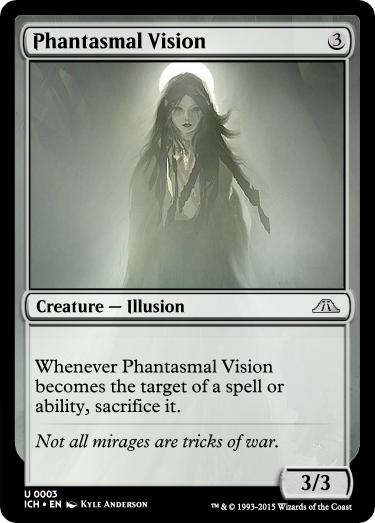 Phantasmal Vision 3
Creature — Illusion
Whenever Phantasmal Vision
becomes the target of a spell or
ability, sacrifice it.
Not all mirages are tricks of war.
3/3
U 0003
ICH • EN Kyle Anderson
™ & © 1993-2015 Wizards of the Coast